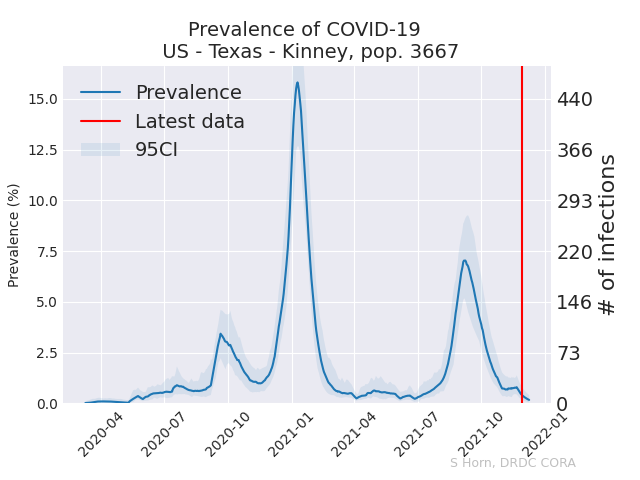 Prevalence of COVID-19
US - Texas - Kinney, pop. 3667
Prevalence
Latest data
95CI
Prevalence (%)
15.0
12.5
10.0
7.5
5.0
2.5
0.0
440
366
293
220
146
73
0
# of infections
2020-04
2020-07
2020-10
2021-01
2021-04
2021-07
2021-10
2022-01
S Horn, DRDC CORA